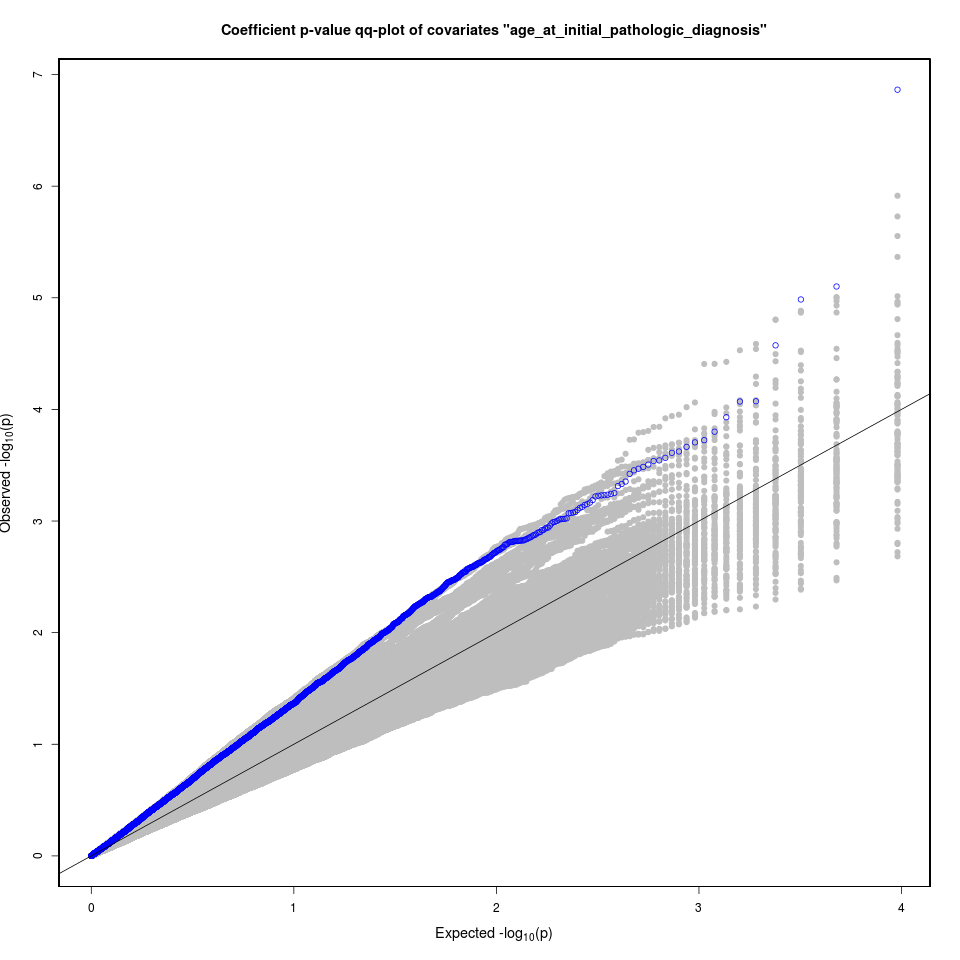 Coefficient p-value qq-plot of covariates "age_at_initial_pathologic_diagnosis"
7
6
5
4
3
2
1
0
Observed -log10(p)
0 1 2 3 4
Expected -log10(p)